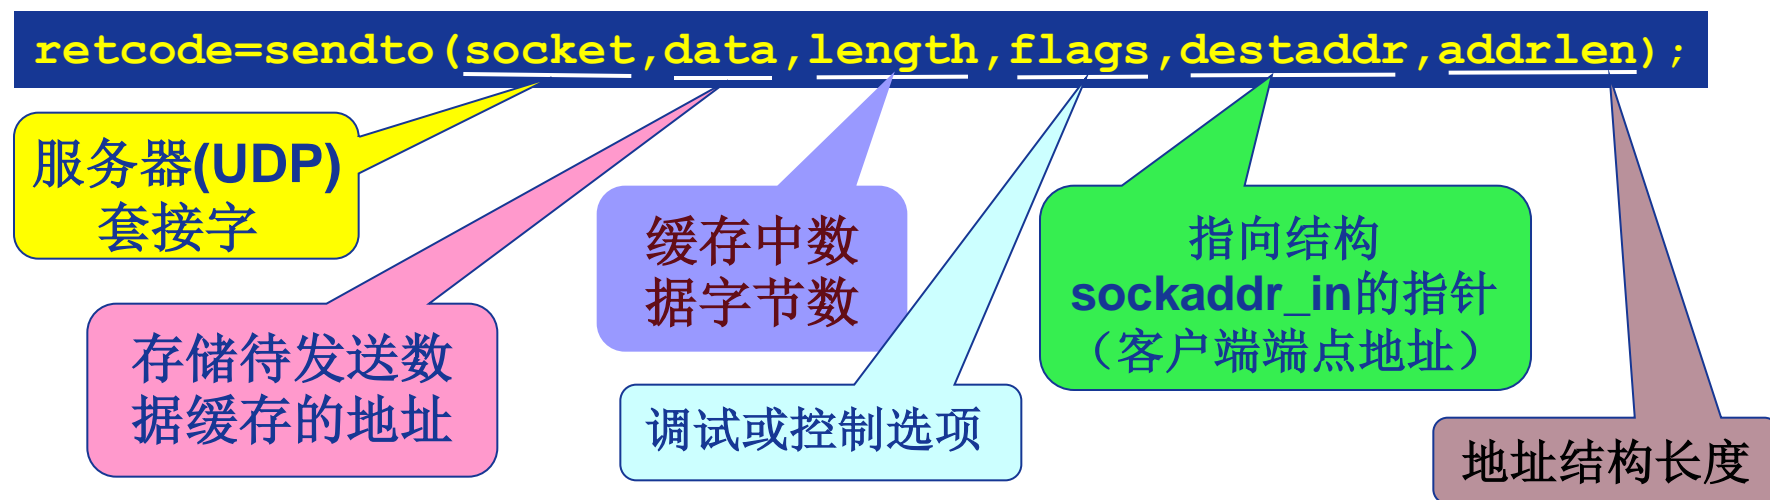 retcode=sendto(socket,data,length,flags,destaddr,addrlen);
服务器(UDP)
套接字
存储待发送数
据缓存的地址
缓存中数
据字节数
调试或控制选项
指向结构
sockaddr_in的指针
（客户端端点地址）
地址结构长度